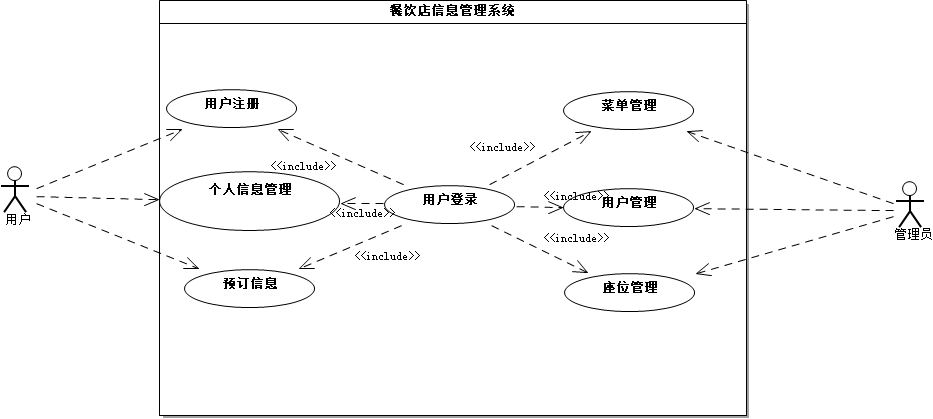 餐饮店信息管理系统
用户注册
菜单管理
<<include>>
<<include>>
个人信息管理
用户登录
<<include>>
用户管理
<<include>>
用户
管理员
<<include>>
<<include>>
预订信息
座位管理